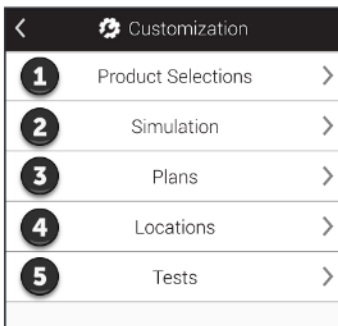 Customization
1 Product Selections
2 Simulation
3 Plans
4 Locations
5 Tests